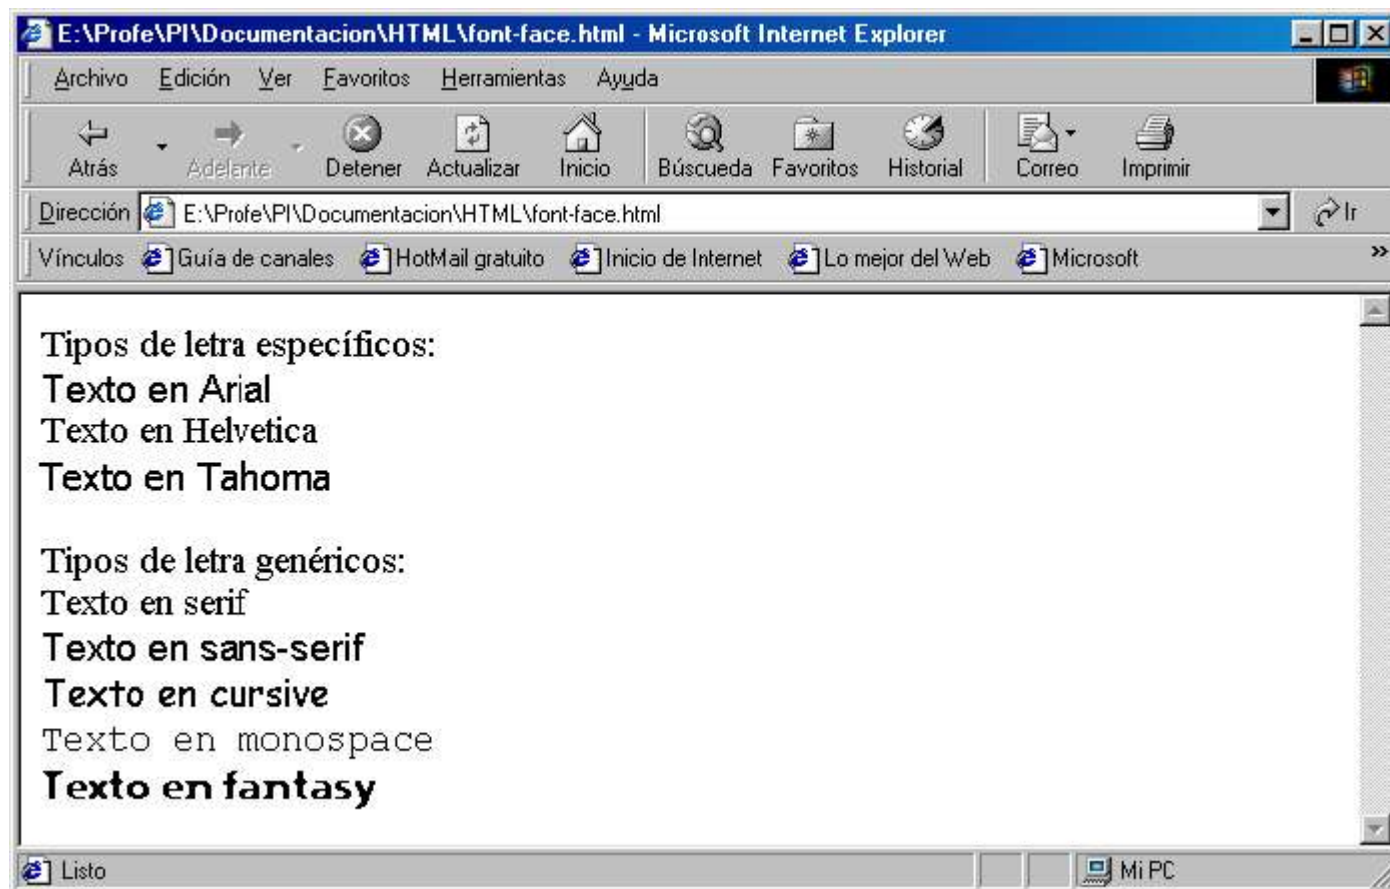 E:\Profe\PI\Documentacion\HTML\font-face.html - Microsoft Internet Explorer
Archivo Edición Ver Favoritos Herramientas Ayuda
Atrás Adelante Detener Actualizar Inicio Búscueda Favoritos Historial Correo Imprimir
Dirección E:\Profe\PI\Documentacion\HTML\font-face.html Ir
Vínculos Guía de canales HotMail gratuito Inicio de Internet Lo mejor del Web Microsoft »
Tipos de letra específicos:
Texto en Arial
Texto en Helvetica
Texto en Tahoma
Tipos de letra genéricos:
Texto en serif
Texto en sans-serif
Texto en cursive
Texto en monospace
Texto en fantasy
Listo Mi PC